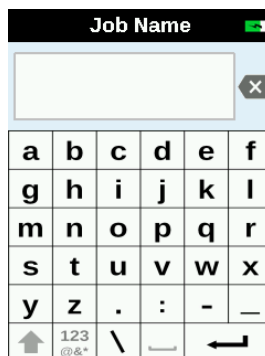 Job Name
a b c d e f
g h i j k l
m n o p q r
s t u v w x
y z . : - _
123 \
@&*